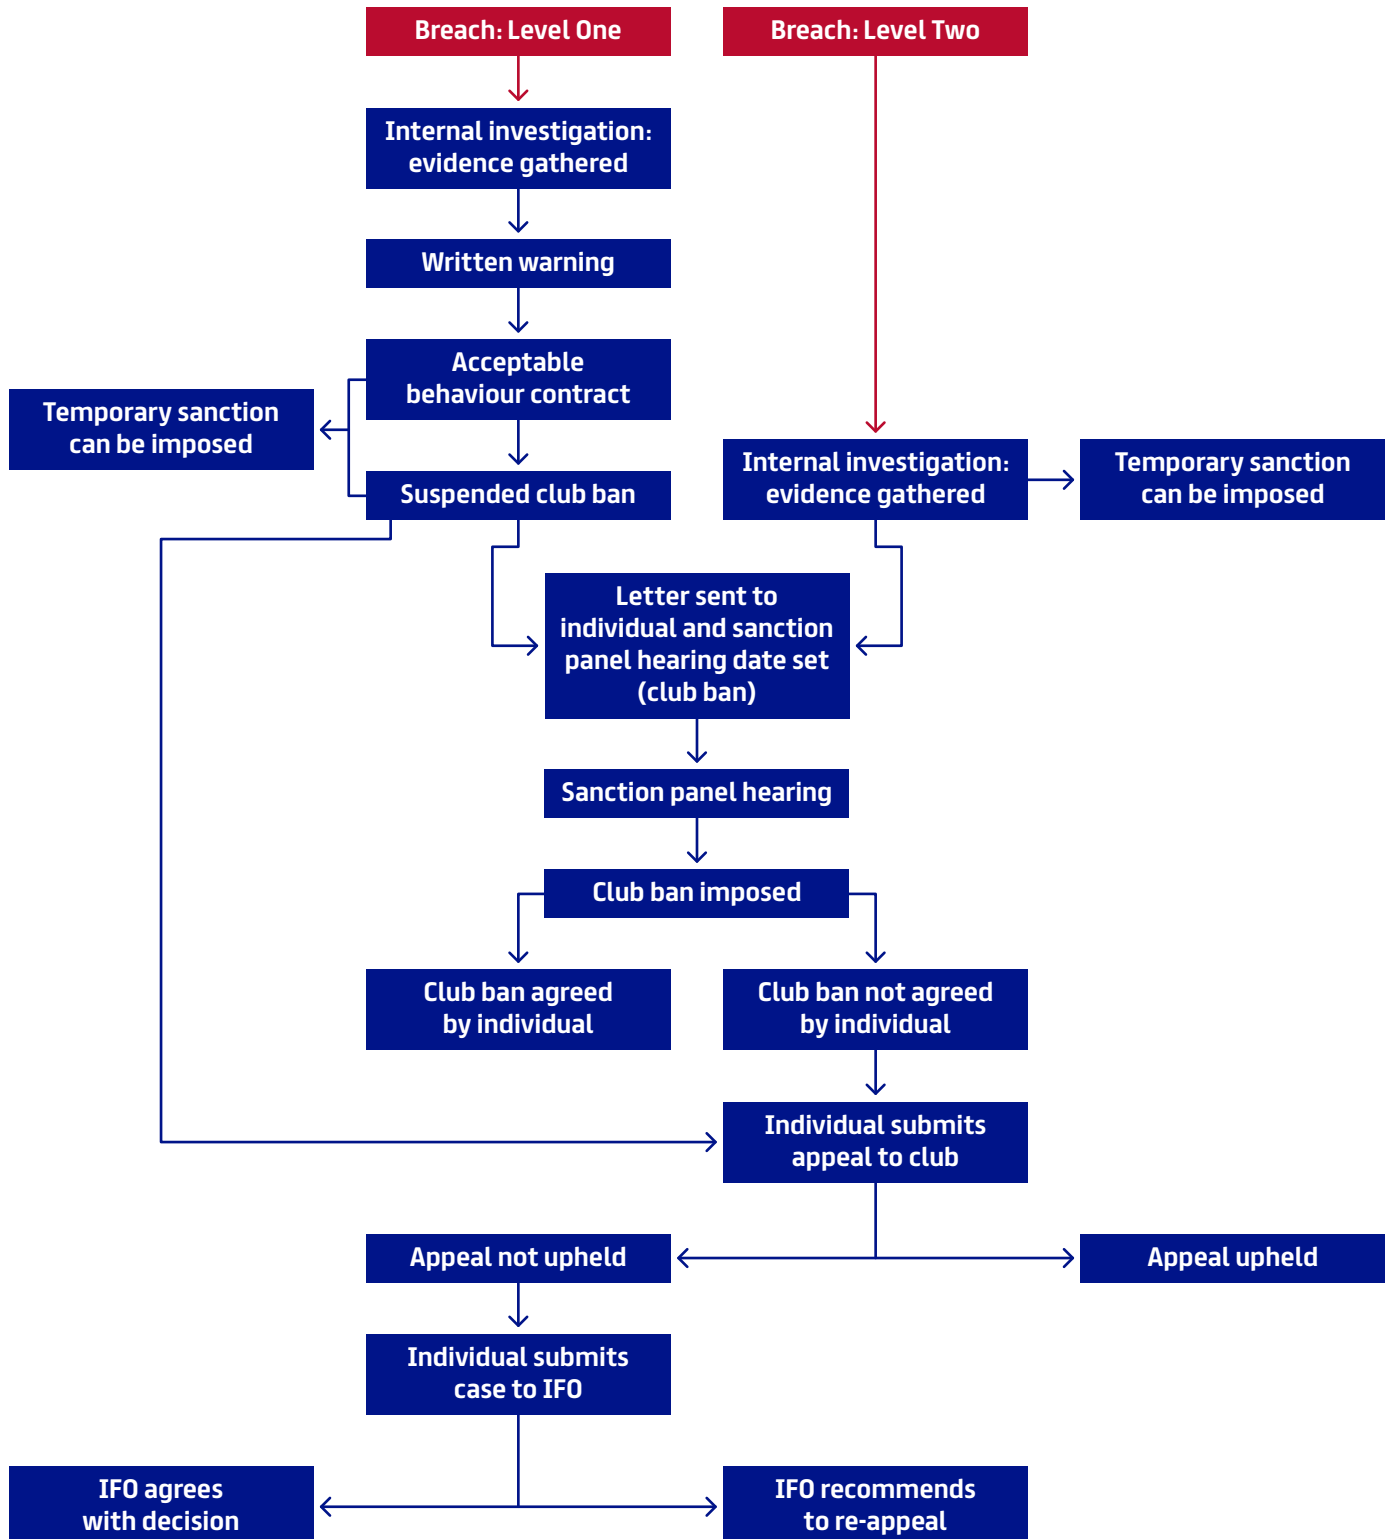 Breach: Level One
Breach: Level Two
Internal investigation:
evidence gathered
Written warning
Acceptable
behaviour contract
Temporary sanction
can be imposed
Suspended club ban
Internal investigation:
evidence gathered
Temporary sanction
can be imposed
Letter sent to
individual and sanction
panel hearing date set
(club ban)
Sanction panel hearing
Club ban imposed
Club ban agreed
by individual
Club ban not agreed
by individual
Individual submits
appeal to club
Appeal not upheld
Appeal upheld
Individual submits
case to IFO
IFO agrees
with decision
IFO recommends
to re-appeal